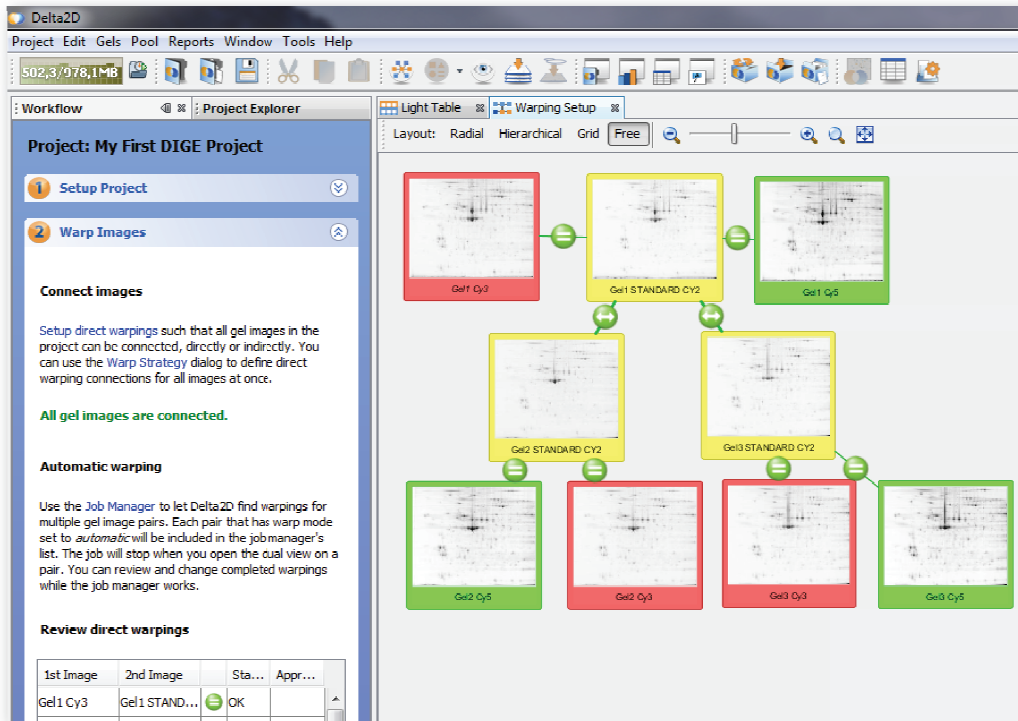 Delta2D
Project Edit Gels Pool Reports Window Tools Help
502,3/978,1MB
Workflow
Project Explorer
Light Table
Warping Setup
Layout: Radial Hierarchical Grid Free
Project: My First DIGE Project
1 Setup Project
2 Warp Images
Connect images
Setup direct warpings such that all gel images in the
project can be connected, directly or indirectly. You
can use the Warp Strategy dialog to define direct
warping connections for all images at once.
All gel images are connected.
Automatic warping
Use the Job Manager to let Delta2D find warpings for
multiple gel image pairs. Each pair that has warp mode
set to automatic will be included in the jobmanager's
list. The job will stop when you open the dual view on a
pair. You can review and change completed warpings
while the job manager works.
Review direct warpings
1st Image 2nd Image Sta... Appr...
Gel1 Cy3 Gel1 STAND... OK
Gel1 Cy3
Gel1 STANDARD CY2
Gel1 Cy5
Gel2 STANDARD CY2
Gel3 STANDARD CY2
Gel2 Cy5
Gel2 Cy3
Gel3 Cy3
Gel3 Cy5